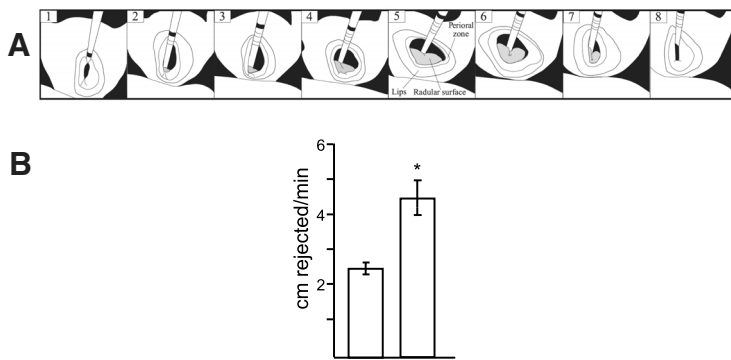 A
1 2 3 4 5 6 7 8
Perioral
zone
Lips Radular surface
B
6
*
4
2
cm rejected/min